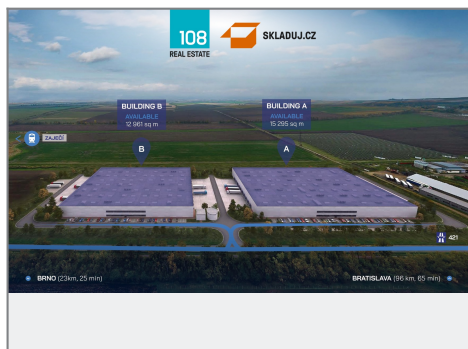 108
REAL ESTATE
SKLADUJ.CZ
BUILDING B
AVAILABLE
12 961 sq m
BUILDING A
AVAILABLE
15 295 sq m
ZAJEČÍ
B
A
421
BRNO (23km, 25 min)
BRATISLAVA (96 km, 65 min)